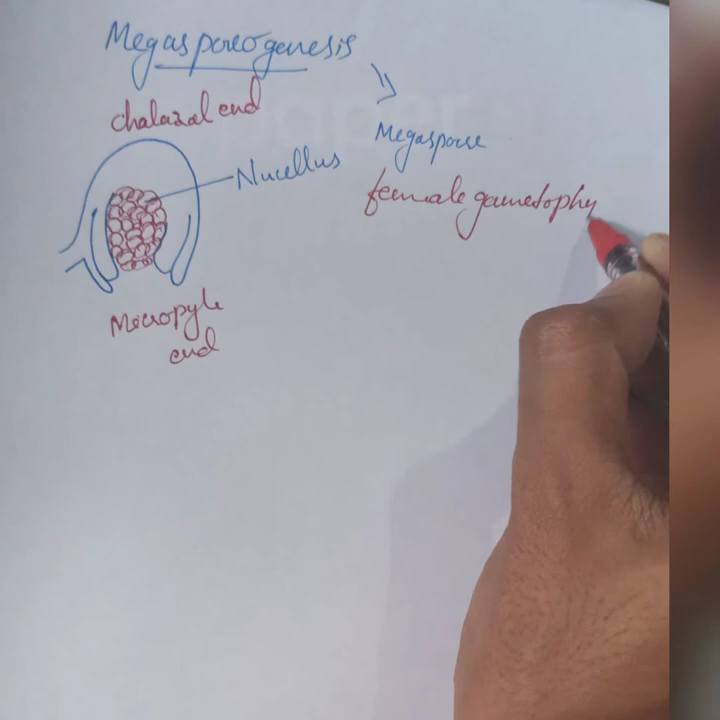 Megasporogenesis
chalazal end
Megaspore
Nucellus
female gametophy
Micropyle
end